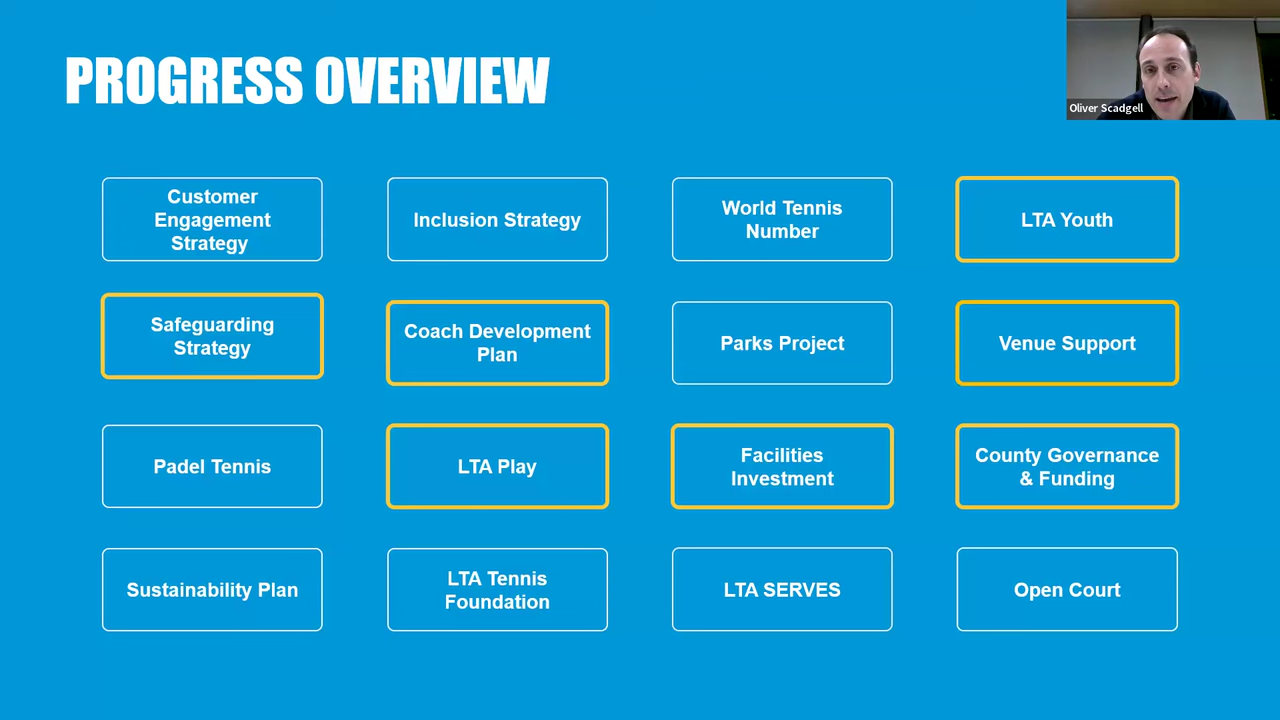 PROGRESS OVERVIEW
Oliver Scadgell
Customer
Engagement
Strategy
Inclusion Strategy
World Tennis
Number
LTA Youth
Safeguarding
Strategy
Coach Development
Plan
Parks Project
Venue Support
Padel Tennis
LTA Play
Facilities
Investment
County Governance
& Funding
Sustainability Plan
LTA Tennis
Foundation
LTA SERVES
Open Court